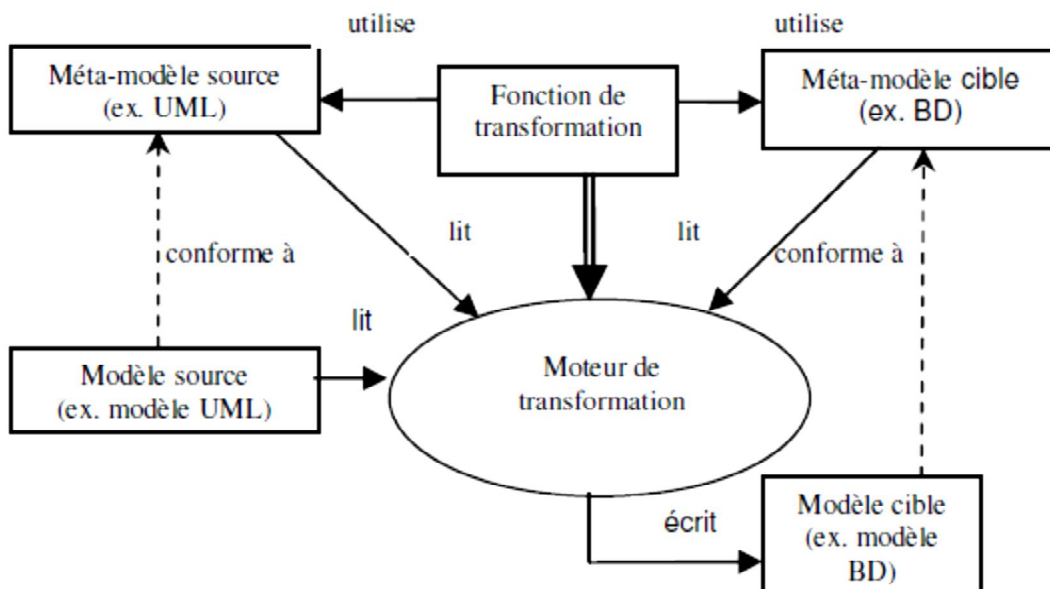 utilise
utilise
Méta-modèle source
(ex. UML)
Fonction de
transformation
Méta-modèle cible
(ex. BD)
lit
lit
conforme à
conforme à
lit
Modèle source
(ex. modèle UML)
Moteur de
transformation
écrit
Modèle cible
(ex. modèle
BD)